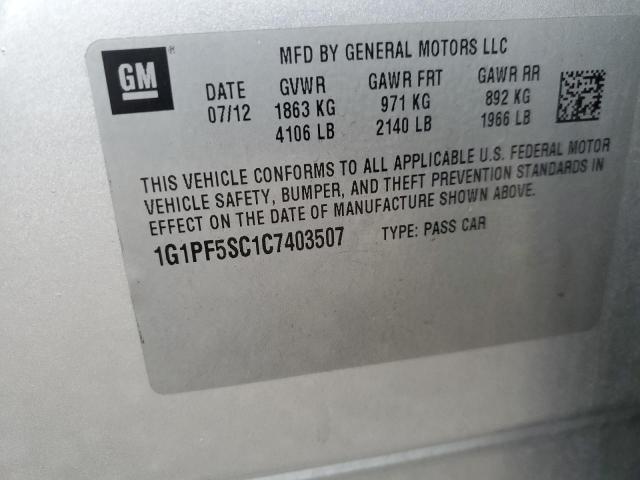 GM®
MFD BY GENERAL MOTORS LLC
DATE GVWR GAWR FRT GAWR RR
07/12 1863 KG 971 KG 892 KG
4106 LB 2140 LB 1966 LB
THIS VEHICLE CONFORMS TO ALL APPLICABLE U.S. FEDERAL MOTOR
VEHICLE SAFETY, BUMPER, AND THEFT PREVENTION STANDARDS IN
EFFECT ON THE DATE OF MANUFACTURE SHOWN ABOVE.
1G1PF5SC1C7403507 TYPE: PASS CAR